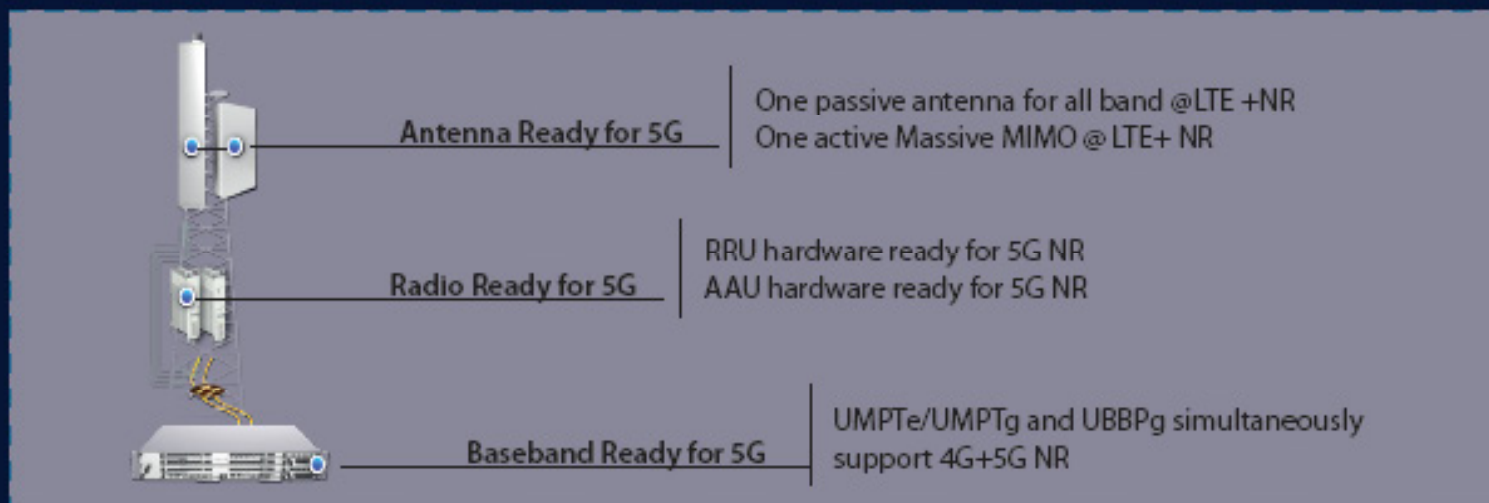 Antenna Ready for 5G
One passive antenna for all band @LTE +NR
One active Massive MIMO @ LTE+ NR
Radio Ready for 5G
RRU hardware ready for 5G NR
AAU hardware ready for 5G NR
Baseband Ready for 5G
UMPTe/UMPTg and UBBPg simultaneously
support 4G+5G NR